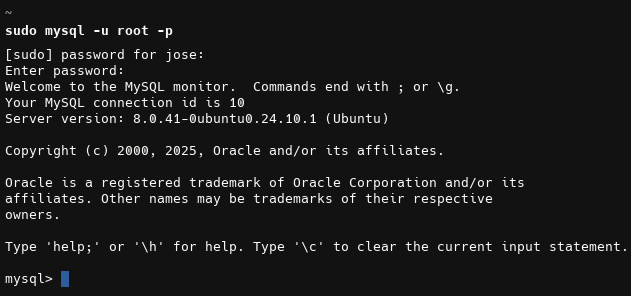 ~
sudo mysql -u root -p
[sudo] password for jose:
Enter password:
Welcome to the MySQL monitor.  Commands end with ; or \g.
Your MySQL connection id is 10
Server version: 8.0.41-0ubuntu0.24.10.1 (Ubuntu)
Copyright (c) 2000, 2025, Oracle and/or its affiliates.
Oracle is a registered trademark of Oracle Corporation and/or its
affiliates. Other names may be trademarks of their respective
owners.
Type 'help;' or '\h' for help. Type '\c' to clear the current input statement.
mysql>